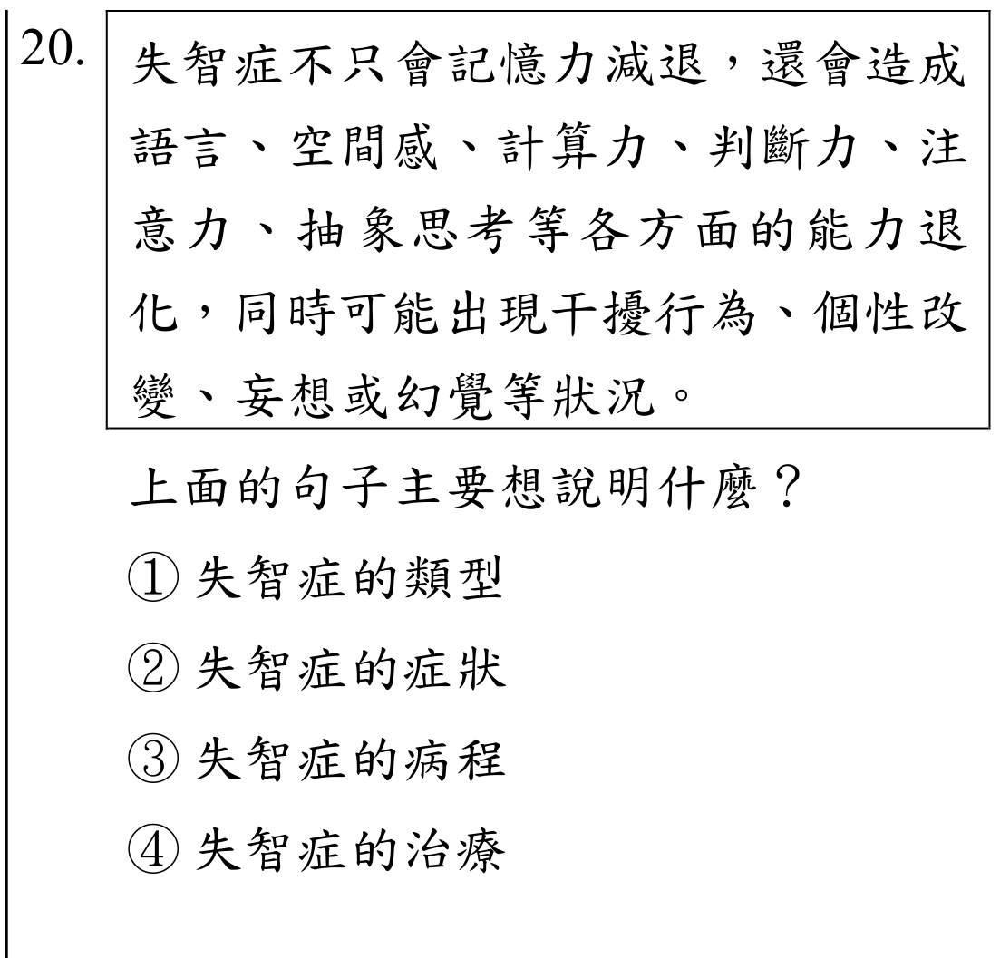 20. 失智症不只會記憶力減退，還會造成
語言、空間感、計算力、判斷力、注
意力、抽象思考等各方面的能力退
化，同時可能出現干擾行為、個性改
變、妄想或幻覺等狀況。
上面的句子主要想說明什麼？
① 失智症的類型
② 失智症的症狀
③ 失智症的病程
④ 失智症的治療